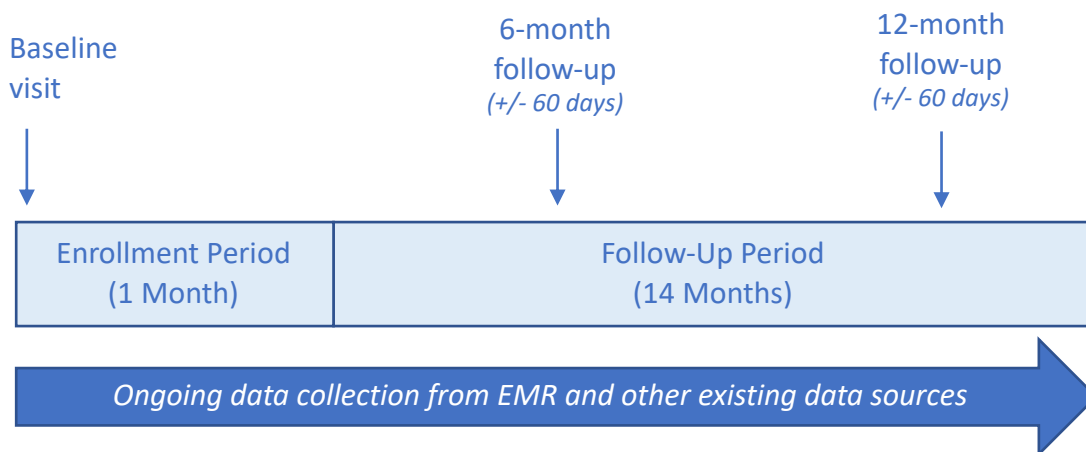 Baseline
visit
6-month
follow-up
(+/- 60 days)
12-month
follow-up
(+/- 60 days)
Enrollment Period
(1 Month)
Follow-Up Period
(14 Months)
Ongoing data collection from EMR and other existing data sources